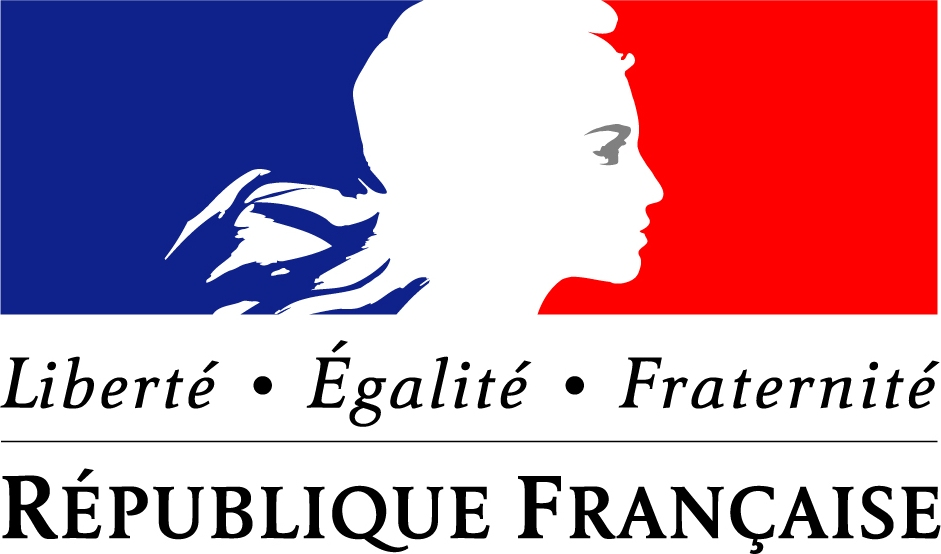 Liberté • Égalité • Fraternité
RÉPUBLIQUE FRANÇAISE